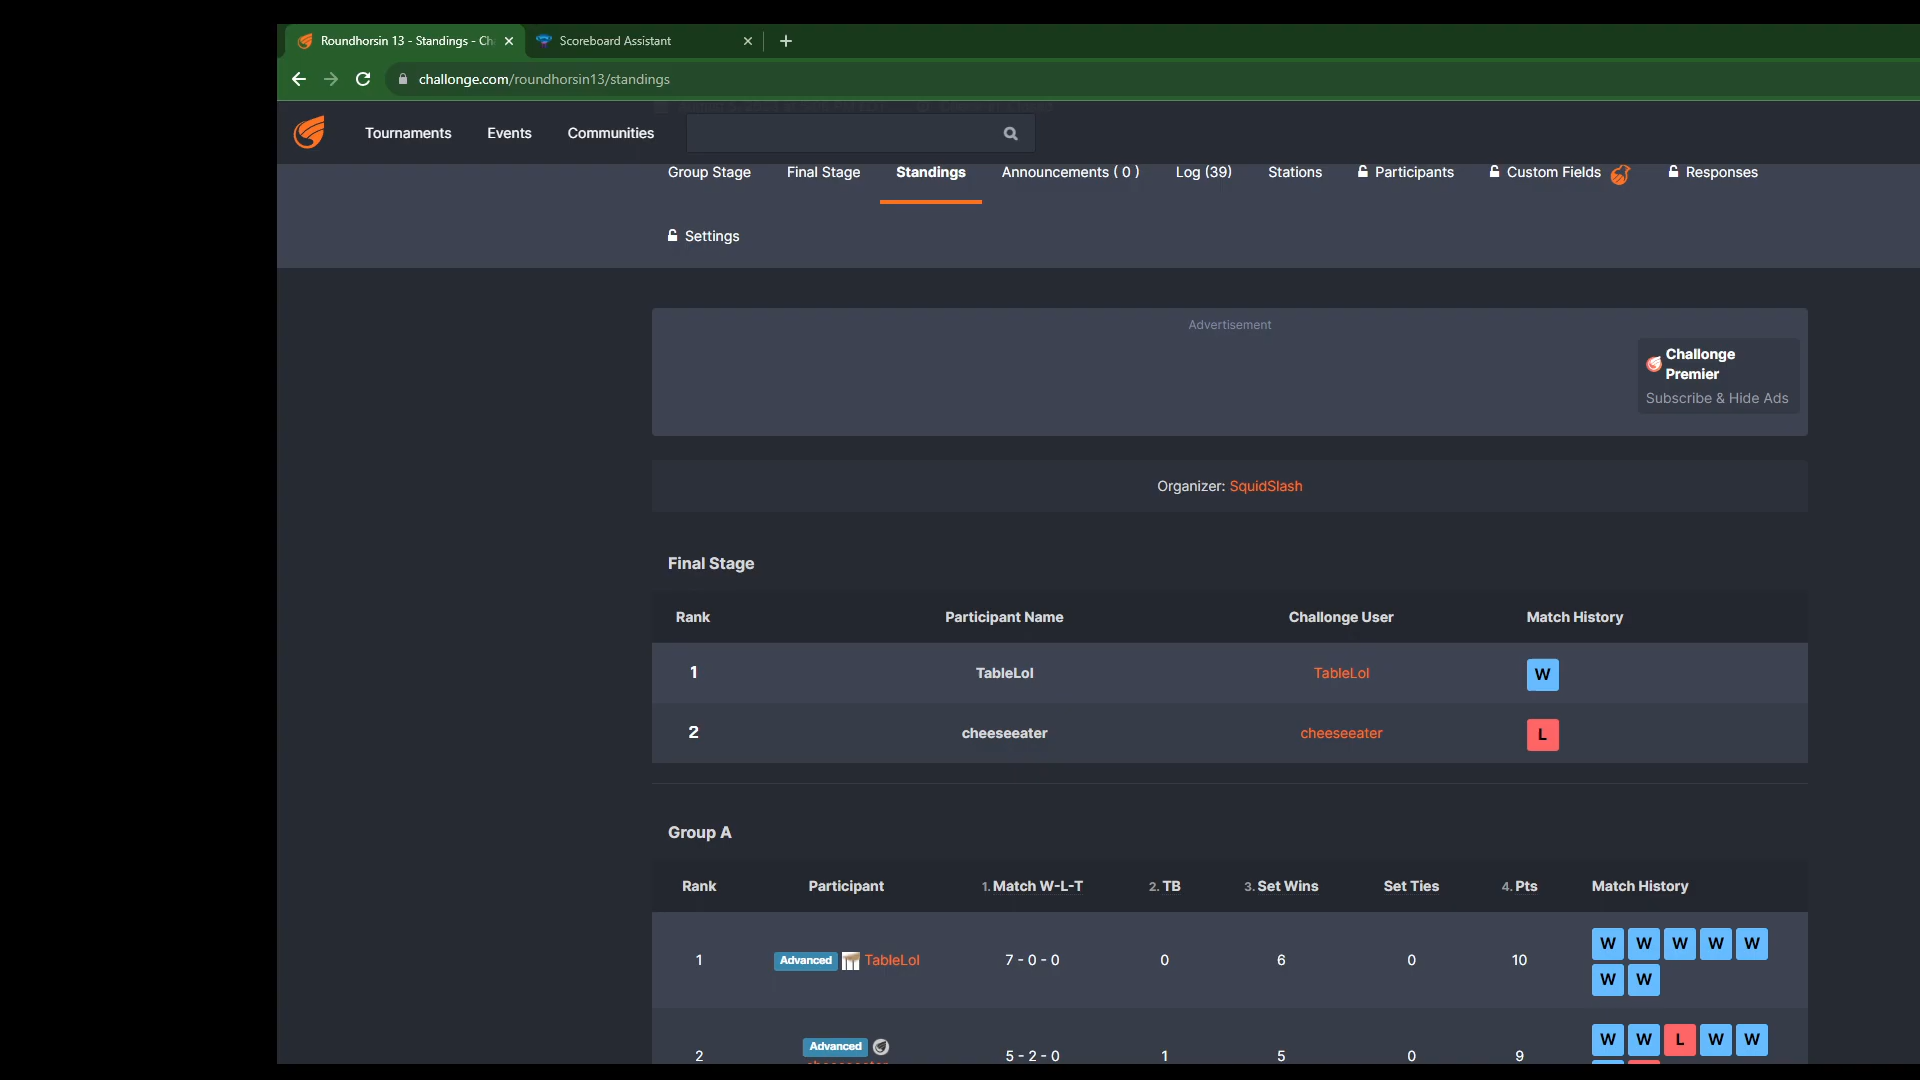 Roundhorsin 13 - Standings - Ch
Scoreboard Assistant
challonge.com/roundhorsin13/standings
Tournaments Events Communities
Group Stage Final Stage Standings Announcements ( 0 ) Log (39) Stations Participants Custom Fields Responses
Settings
Advertisement
Challonge
Premier
Subscribe & Hide Ads
Organizer: SquidSlash
Final Stage
Rank Participant Name Challonge User Match History
1 TableLol TableLol W
2 cheeseeater cheeseeater L
Group A
Rank Participant 1. Match W-L-T 2. TB 3. Set Wins Set Ties 4. Pts Match History
1 Advanced TableLol 7 - 0 - 0 0 6 0 10 W W W W W
W W
2 Advanced 5 - 2 - 0 1 5 0 9 W W L W W